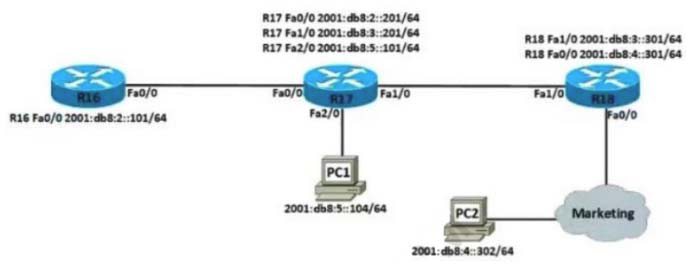 R17 Fa0/0 2001:db8:2::201/64
R17 Fa1/0 2001:db8:3::201/64
R17 Fa2/0 2001:db8:5::101/64
R18 Fa1/0 2001:db8:3::301/64
R18 Fa0/0 2001:db8:4::301/64
R16
Fa0/0
Fa0/0
R17
Fa1/0
Fa1/0
R18
R16 Fa0/0 2001:db8:2::101/64
Fa2/0
Fa0/0
PC1
2001:db8:5::104/64
PC2
Marketing
2001:db8:4::302/64